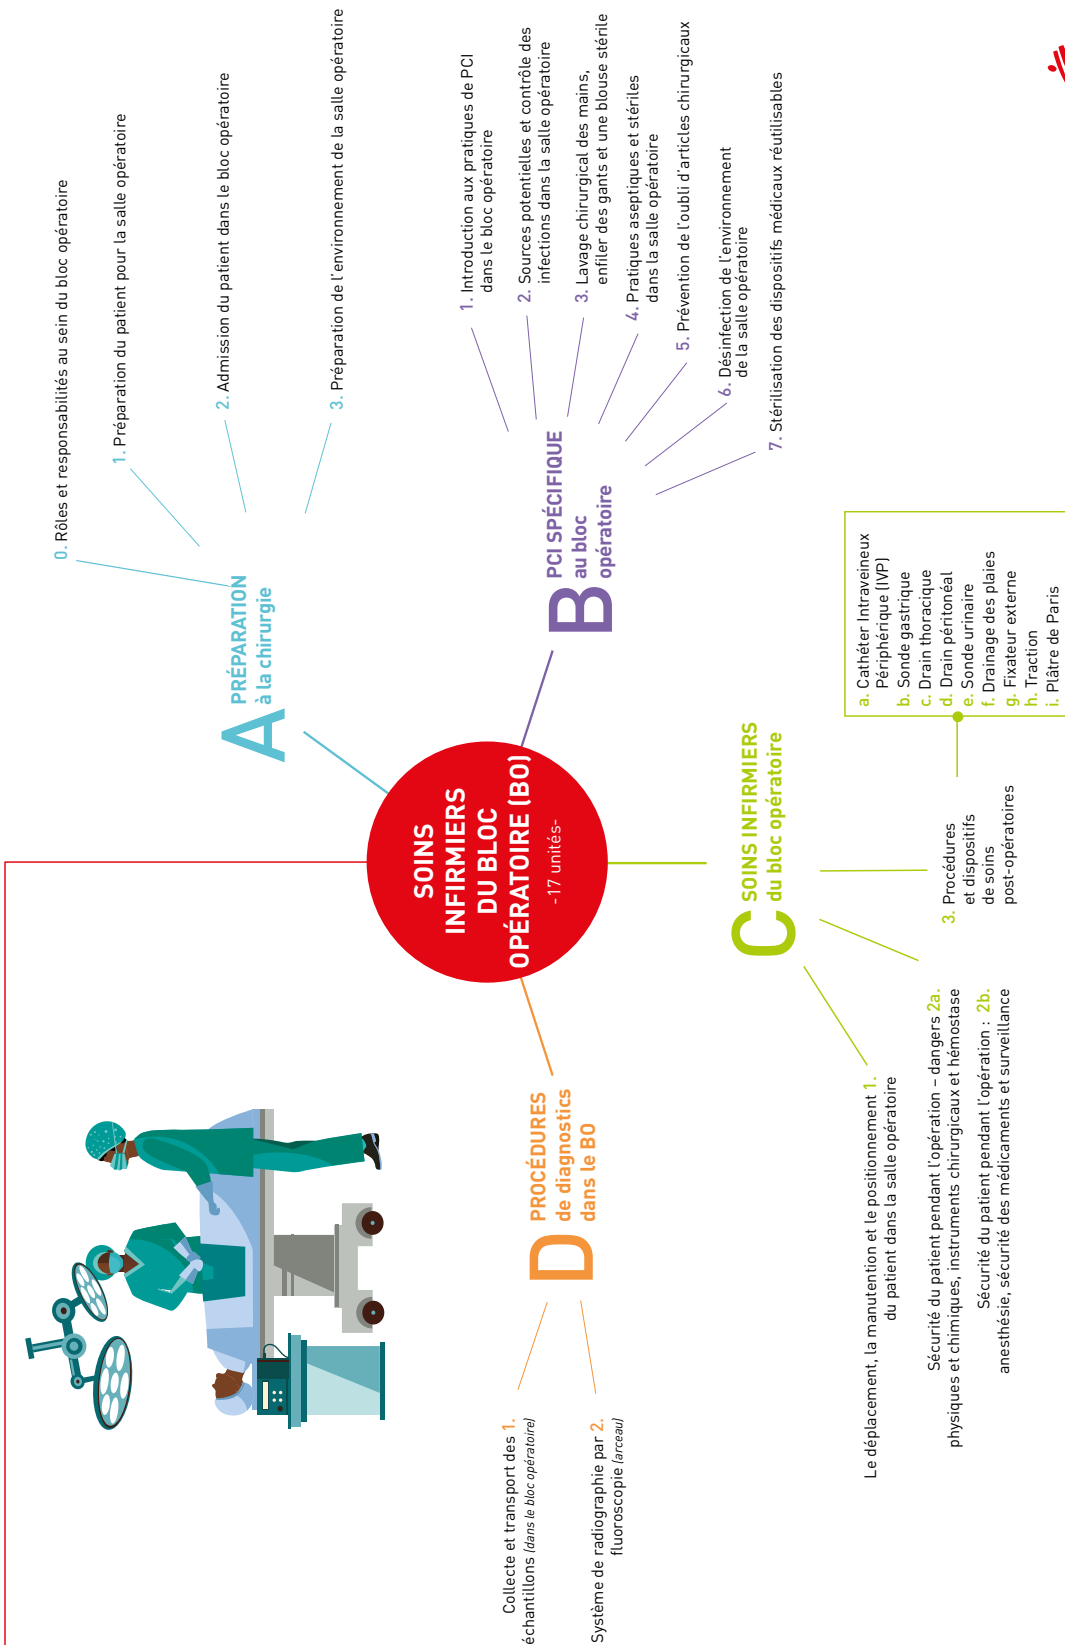 SOINS
INFIRMIERS
DU BLOC
OPÉRATOIRE (BO)
-17 unités-
A
PRÉPARATION
à la chirurgie
0. Rôles et responsabilités au sein du bloc opératoire
1. Préparation du patient pour la salle opératoire
2. Admission du patient dans le bloc opératoire
3. Préparation de l'environnement de la salle opératoire
B
PCI SPÉCIFIQUE
au bloc
opératoire
1. Introduction aux pratiques de PCI
dans le bloc opératoire
2. Sources potentielles et contrôle des
infections dans la salle opératoire
3. Lavage chirurgical des mains,
enfiler des gants et une blouse stérile
4. Pratiques aseptiques et stériles
dans la salle opératoire
5. Prévention de l'oubli d'articles chirurgicaux
6. Désinfection de l'environnement
de la salle opératoire
7. Stérilisation des dispositifs médicaux réutilisables
C
SOINS INFIRMIERS
du bloc opératoire
Le déplacement, la manutention et le positionnement 1.
du patient dans la salle opératoire
Sécurité du patient pendant l'opération – dangers 2a.
physiques et chimiques, instruments chirurgicaux et hémostase
Sécurité du patient pendant l'opération : 2b.
anesthésie, sécurité des médicaments et surveillance
3. Procédures
et dispositifs
de soins
post-opératoires
a. Cathéter Intraveineux
Périphérique (IVP)
b. Sonde gastrique
c. Drain thoracique
d. Drain péritonéal
e. Sonde urinaire
f. Drainage des plaies
g. Fixateur externe
h. Traction
i. Plâtre de Paris
D
PROCÉDURES
de diagnostics
dans le BO
Collecte et transport des 1.
échantillons (dans le bloc opératoire)
Système de radiographie par 2.
fluoroscopie (arceau)